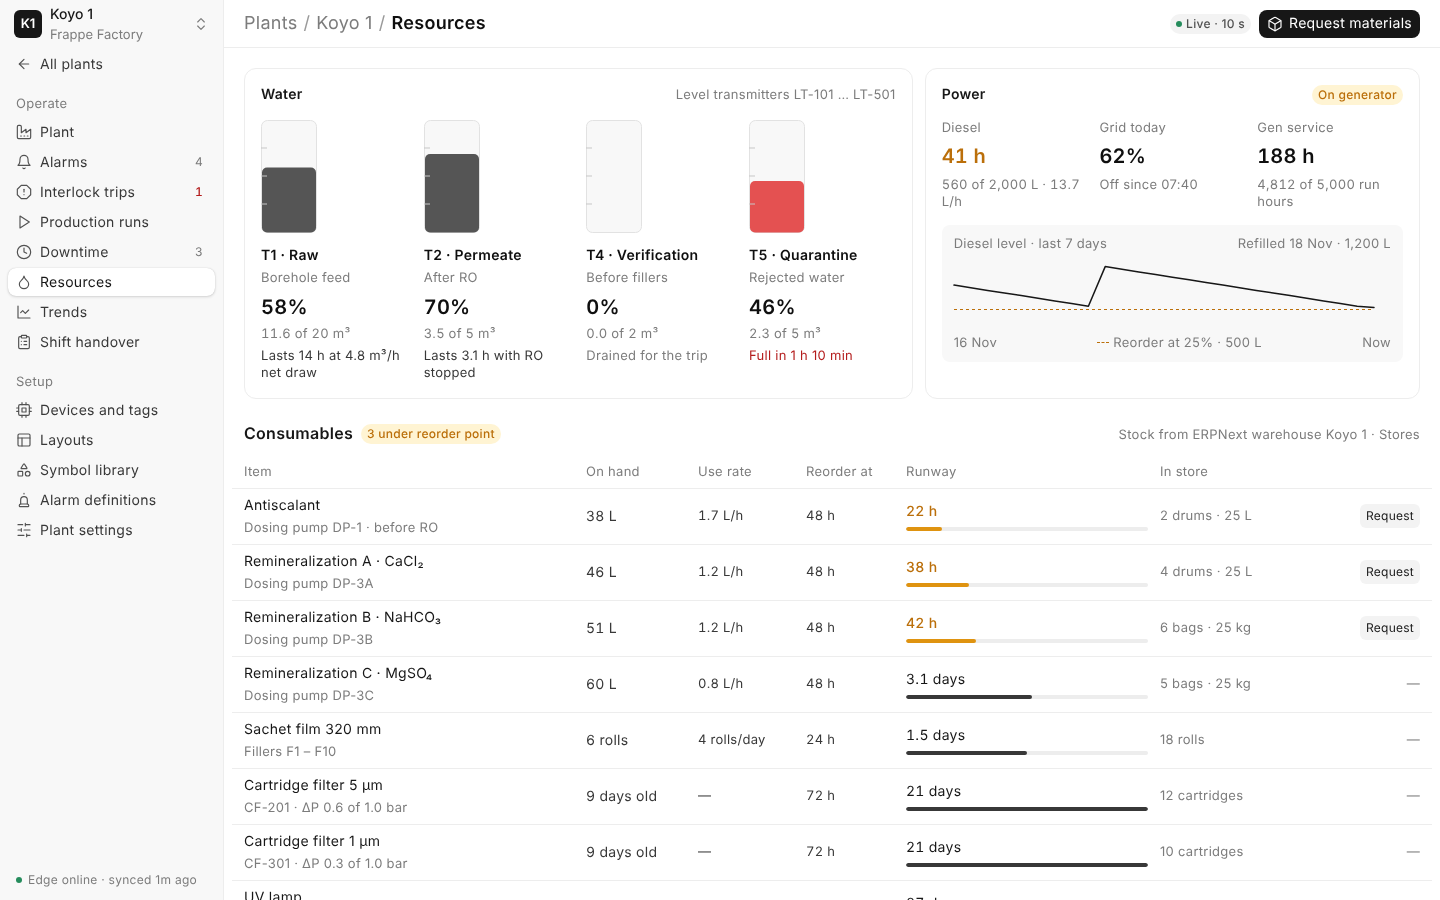 K1
Koyo 1
Frappe Factory
All plants
Operate
Plant
Alarms 4
Interlock trips 1
Production runs
Downtime 3
Resources
Trends
Shift handover
Setup
Devices and tags
Layouts
Symbol library
Alarm definitions
Plant settings
Edge online · synced 1m ago
Plants / Koyo 1 / Resources
Live · 10 s
Request materials
Water
Level transmitters LT-101 … LT-501
T1 · Raw
Borehole feed
58%
11.6 of 20 m³
Lasts 14 h at 4.8 m³/h
net draw
T2 · Permeate
After RO
70%
3.5 of 5 m³
Lasts 3.1 h with RO
stopped
T4 · Verification
Before fillers
0%
0.0 of 2 m³
Drained for the trip
T5 · Quarantine
Rejected water
46%
2.3 of 5 m³
Full in 1 h 10 min
Power
On generator
Diesel
41 h
560 of 2,000 L · 13.7
L/h
Grid today
62%
Off since 07:40
Gen service
188 h
4,812 of 5,000 run
hours
Diesel level · last 7 days
Refilled 18 Nov · 1,200 L
16 Nov
Reorder at 25% · 500 L
Now
Consumables
3 under reorder point
Stock from ERPNext warehouse Koyo 1 · Stores
Item On hand Use rate Reorder at Runway In store
Antiscalant
Dosing pump DP-1 · before RO
38 L 1.7 L/h 48 h 22 h 2 drums · 25 L Request
Remineralization A · CaCl₂
Dosing pump DP-3A
46 L 1.2 L/h 48 h 38 h 4 drums · 25 L Request
Remineralization B · NaHCO₃
Dosing pump DP-3B
51 L 1.2 L/h 48 h 42 h 6 bags · 25 kg Request
Remineralization C · MgSO₄
Dosing pump DP-3C
60 L 0.8 L/h 48 h 3.1 days 5 bags · 25 kg —
Sachet film 320 mm
Fillers F1 – F10
6 rolls 4 rolls/day 24 h 1.5 days 18 rolls —
Cartridge filter 5 µm
CF-201 · ΔP 0.6 of 1.0 bar
9 days old — 72 h 21 days 12 cartridges —
Cartridge filter 1 µm
CF-301 · ΔP 0.3 of 1.0 bar
9 days old — 72 h 21 days 10 cartridges —
UV lamp